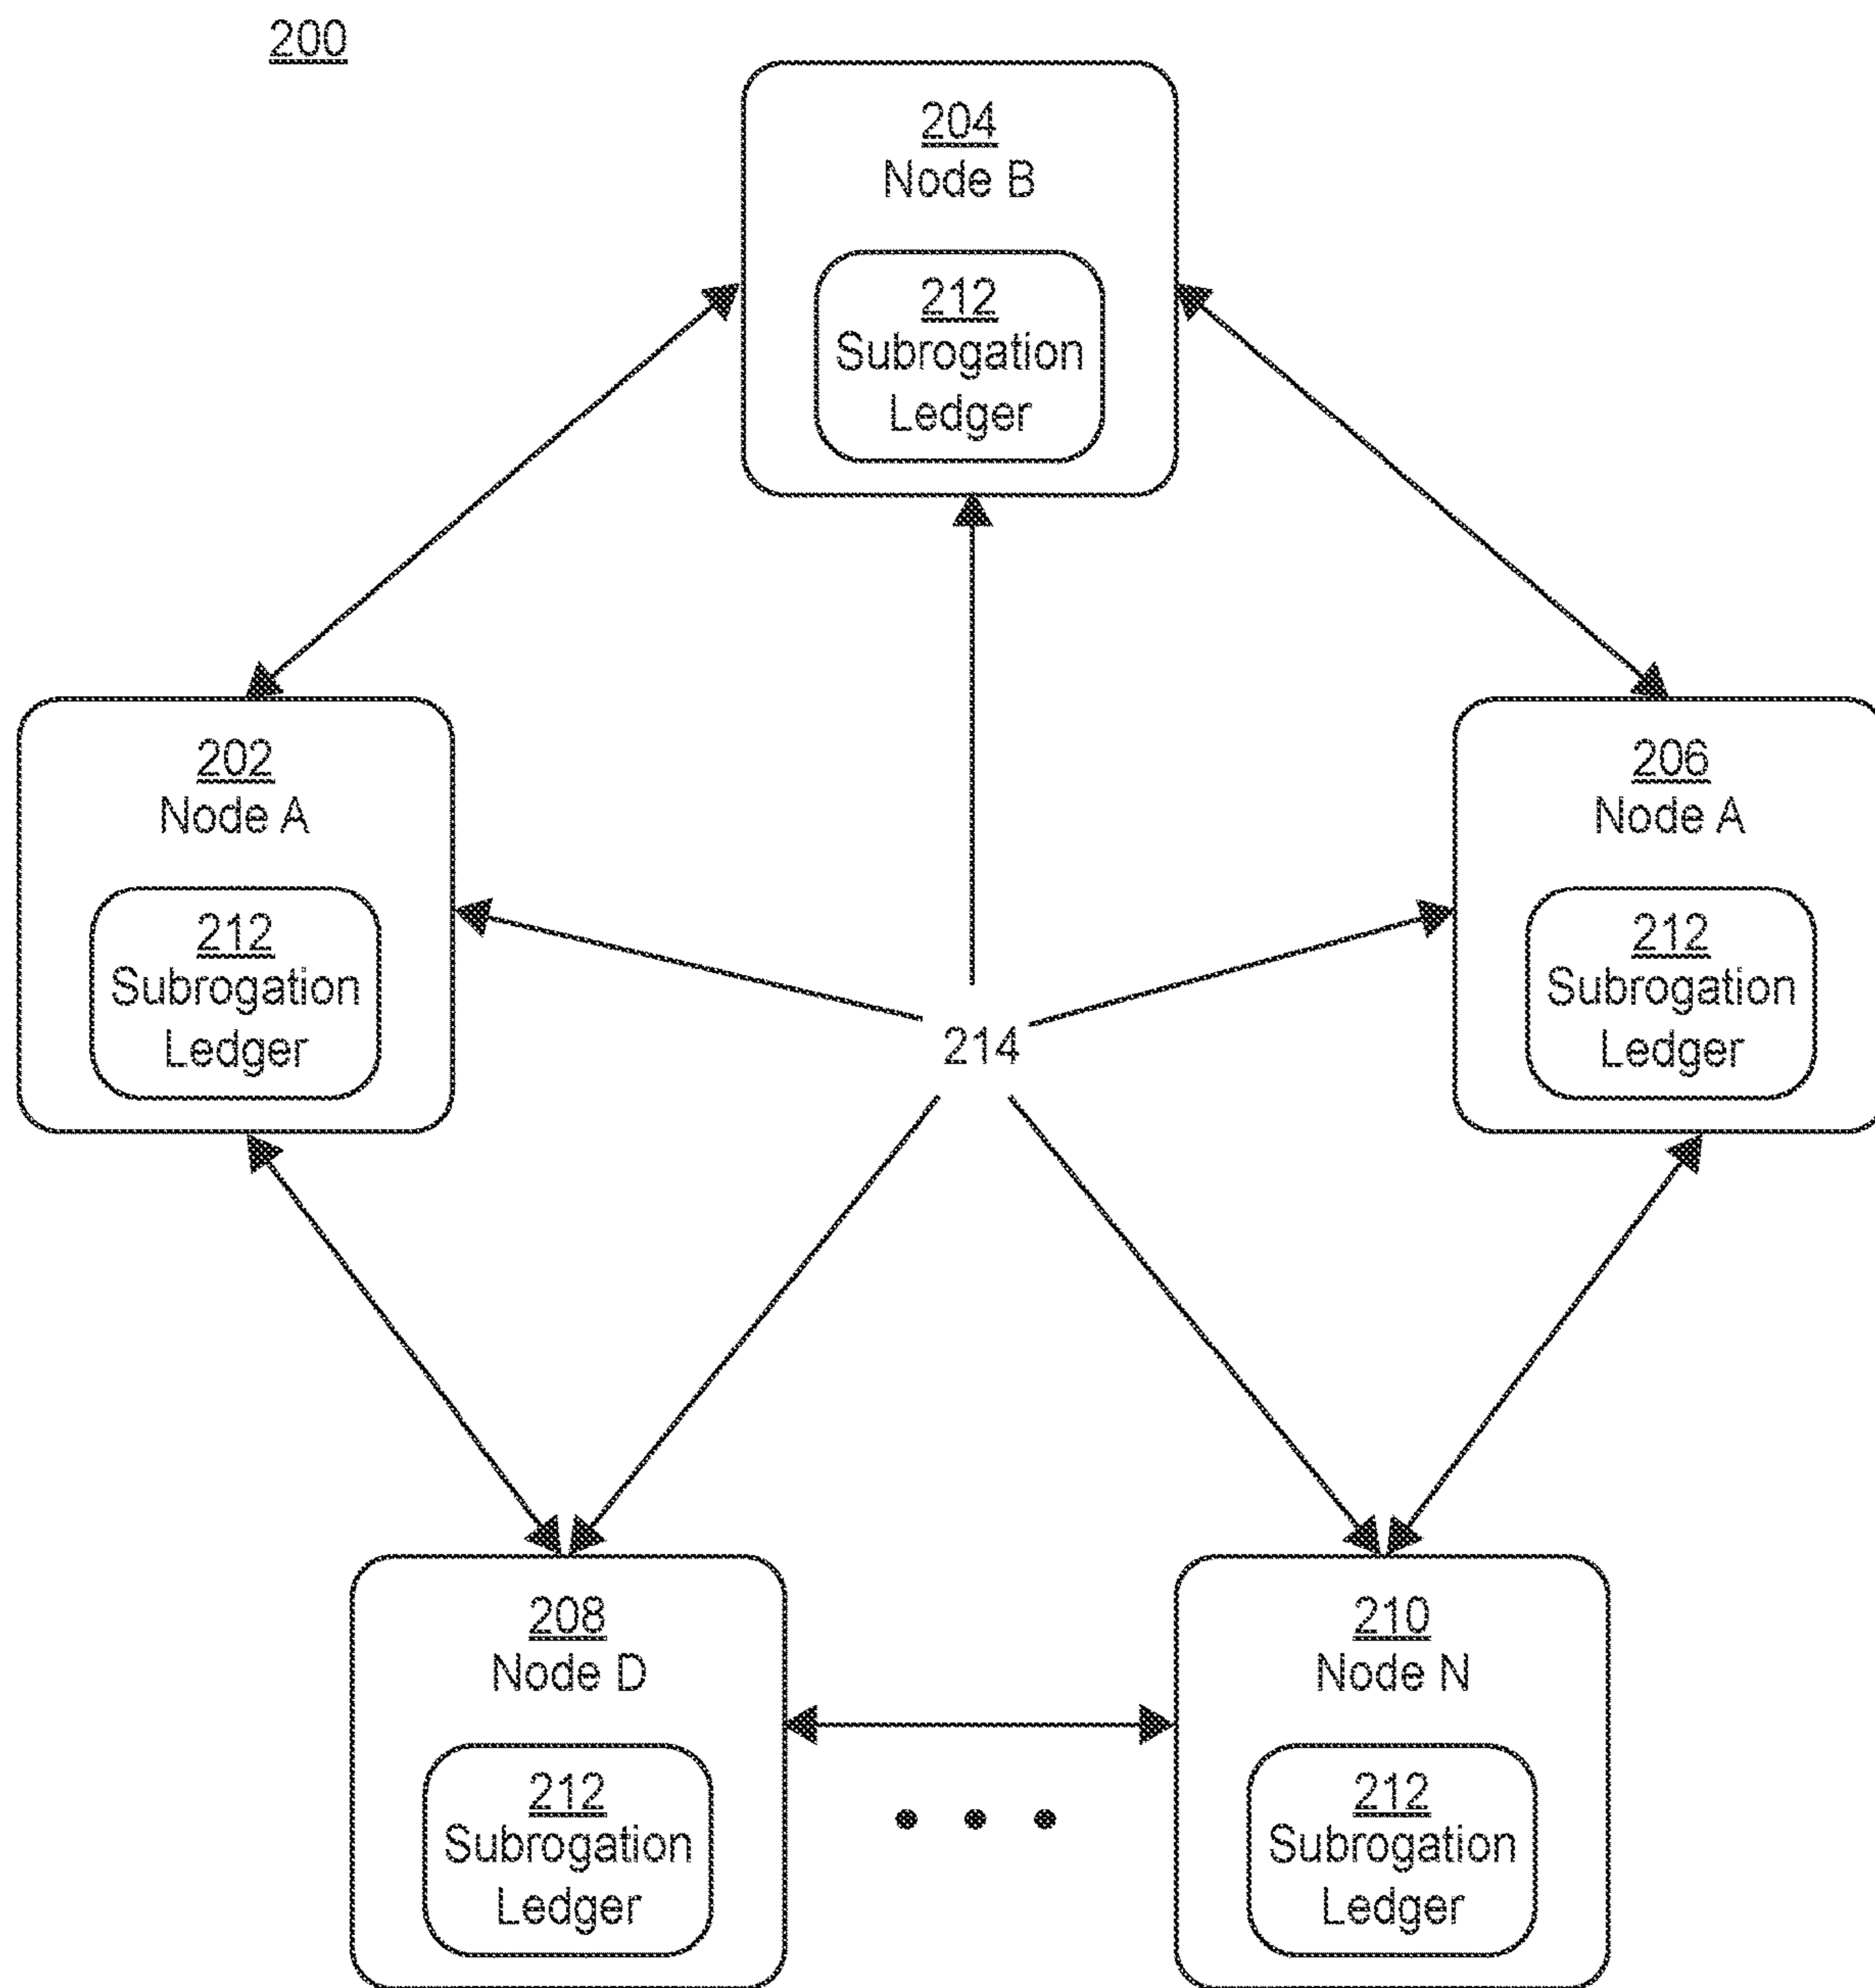 200
204
Node B
212
Subrogation
Ledger
202
Node A
212
Subrogation
Ledger
206
Node A
212
Subrogation
Ledger
214
208
Node D
212
Subrogation
Ledger
210
Node N
212
Subrogation
Ledger